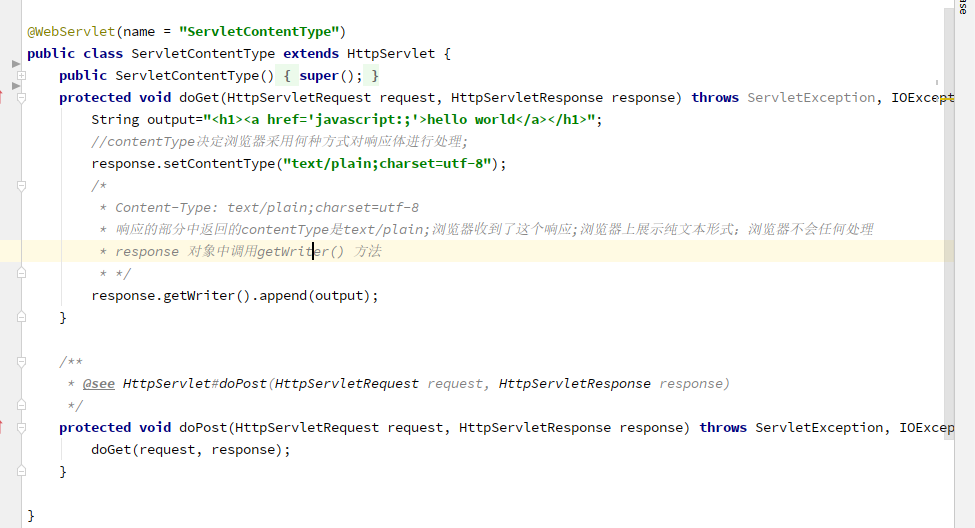 @WebServlet(name = "ServletContentType")
public class ServletContentType extends HttpServlet {
public ServletContentType() { super(); }
protected void doGet(HttpServletRequest request, HttpServletResponse response) throws ServletException, IOExcept
String output="<h1><a href='javascript:;'>hello world</a></h1>";
//contentType决定浏览器采用何种方式对响应体进行处理;
response.setContentType("text/plain;charset=utf-8");
/*
* Content-Type: text/plain;charset=utf-8
* 响应的部分中返回的contentType是text/plain;浏览器收到了这个响应;浏览器上展示纯文本形式；浏览器不会任何处理
* response 对象中调用getWriter() 方法
* */
response.getWriter().append(output);
}
/**
* @see HttpServlet#doPost(HttpServletRequest request, HttpServletResponse response)
*/
protected void doPost(HttpServletRequest request, HttpServletResponse response) throws ServletException, IOExcep
doGet(request, response);
}
}